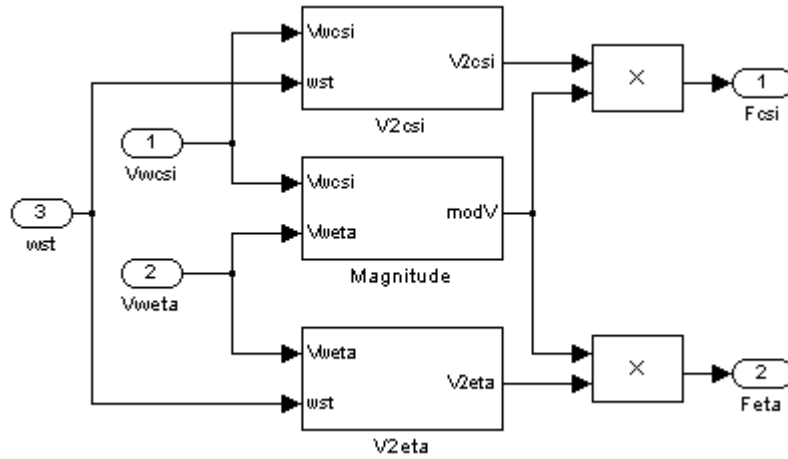 Vwcsi
wst
V2csi
V2csi
×
1
Fcsi
1
Vwcsi
Vwcsi
Vweta
modV
Magnitude
3
wst
2
Vweta
Vweta
wst
V2eta
V2eta
×
2
Feta